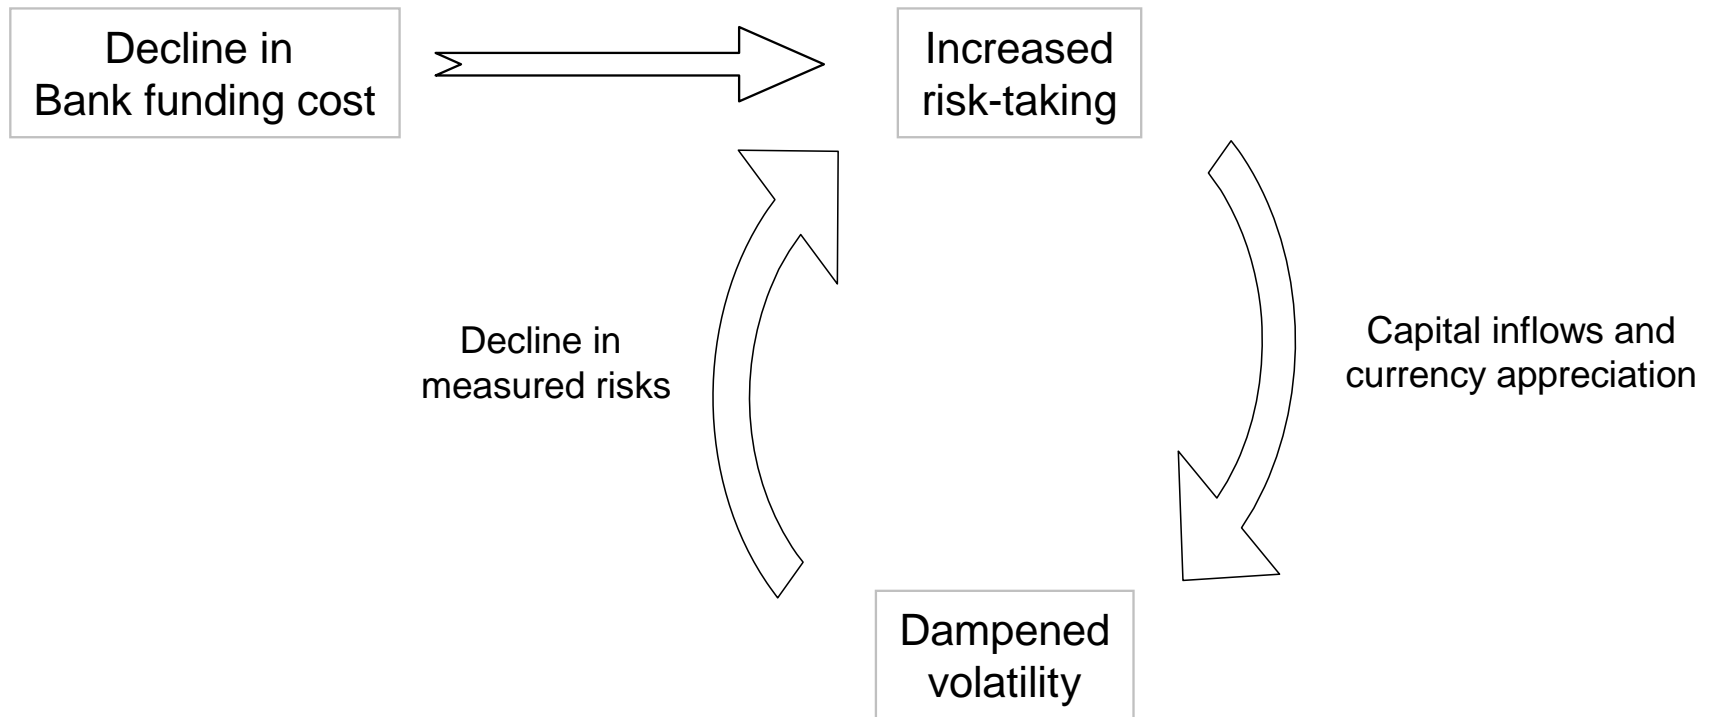 Decline in
Bank funding cost
Increased
risk-taking
Decline in
measured risks
Capital inflows and
currency appreciation
Dampened
volatility